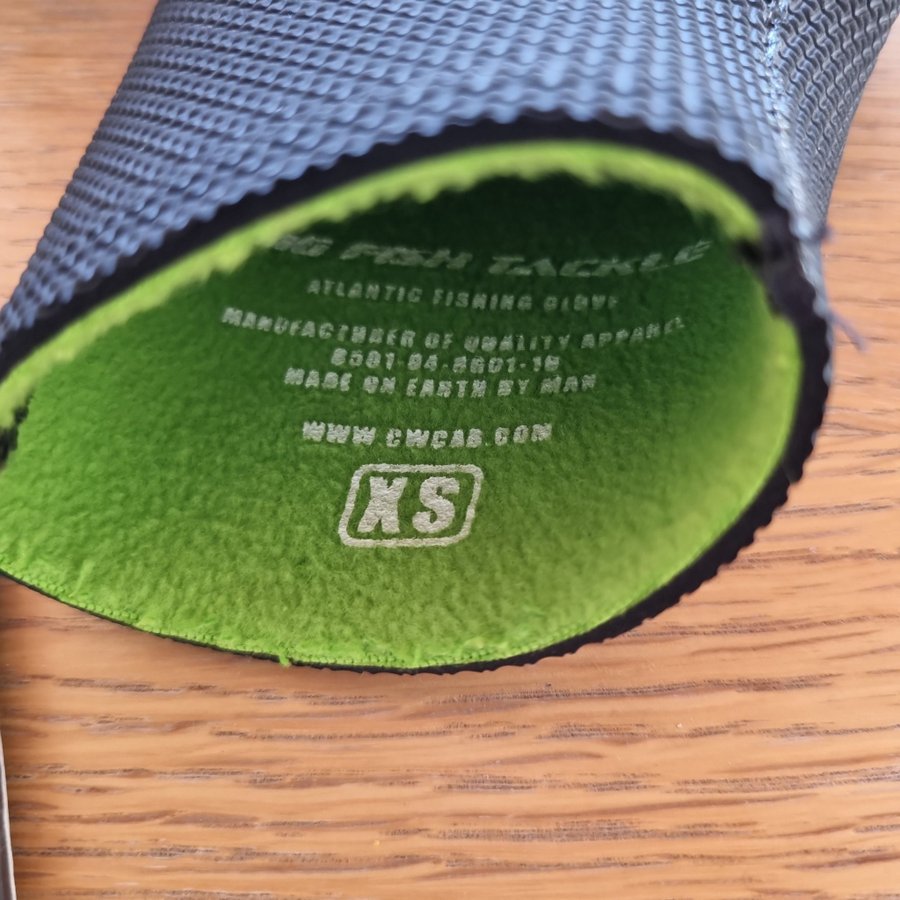 FISH TACKLE
ATLANTIC FISHING GLOVE
MANUFACTURER OF QUALITY APPAREL
MADE ON EARTH BY MAN
WWW.CWCAB.COM
XS